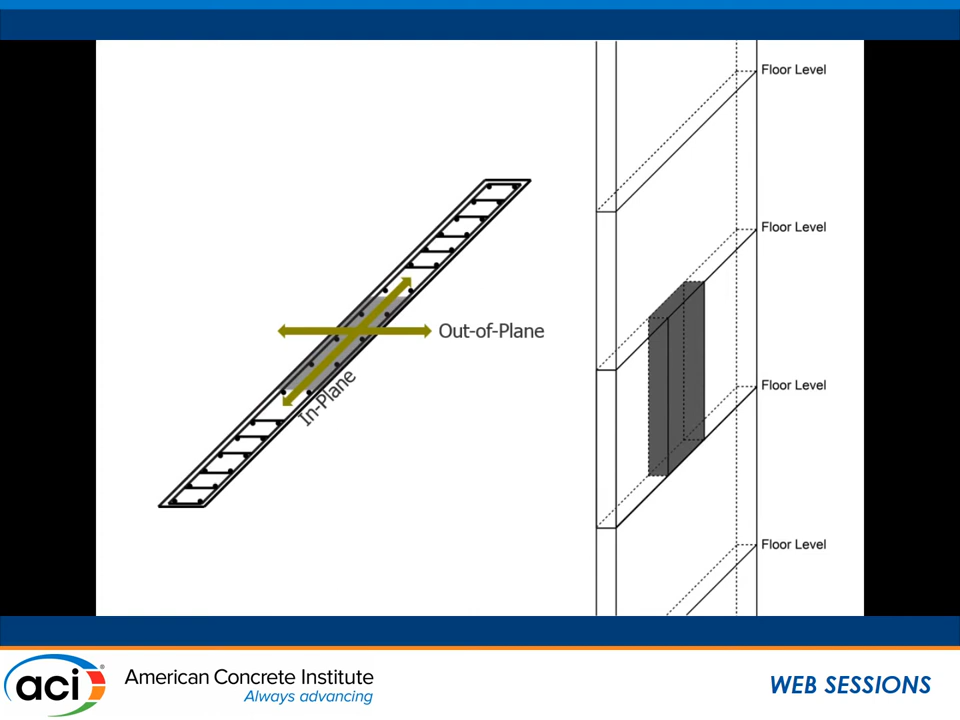 Floor Level
Floor Level
Out-of-Plane
In-Plane
Floor Level
Floor Level
aci
American Concrete Institute
Always advancing
WEB SESSIONS